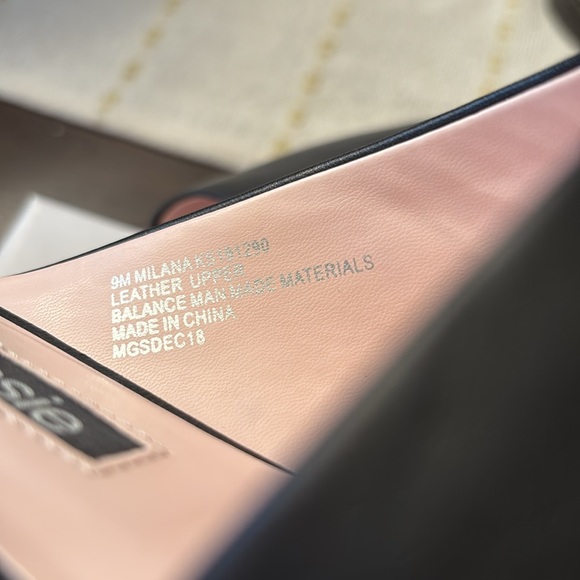 9M MILANA
LEATHER UPPER
BALANCE MAN MADE MATERIALS
MADE IN CHINA
MGSDEC18
sie